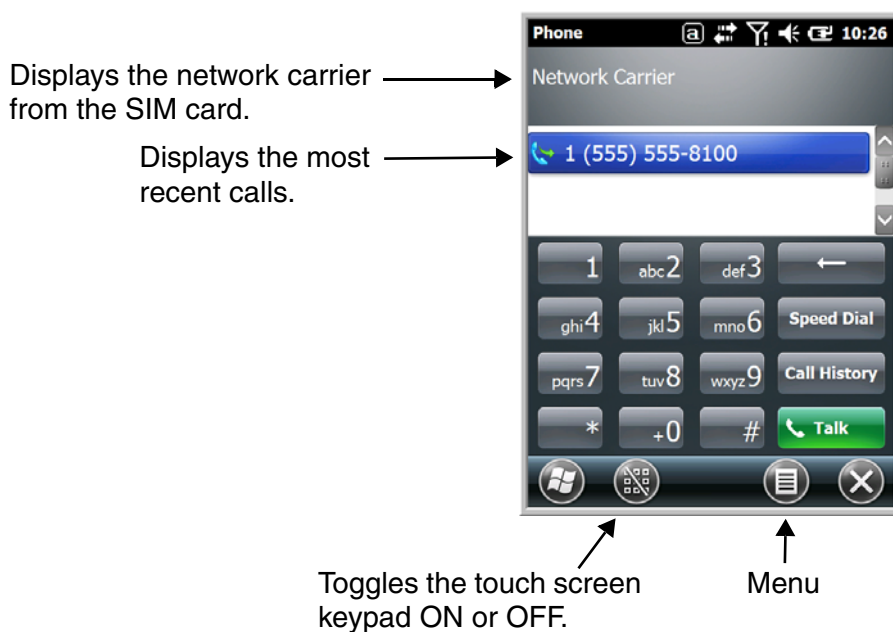 Phone a 10:26
Displays the network carrier
from the SIM card.
Network Carrier
Displays the most
recent calls.
1 (555) 555-8100
1 abc2 def3 ←
ghi4 jkl5 mno6 Speed Dial
pqrs7 tuv8 wxyz9 Call History
* +0 # Talk
Toggles the touch screen
keypad ON or OFF.
Menu